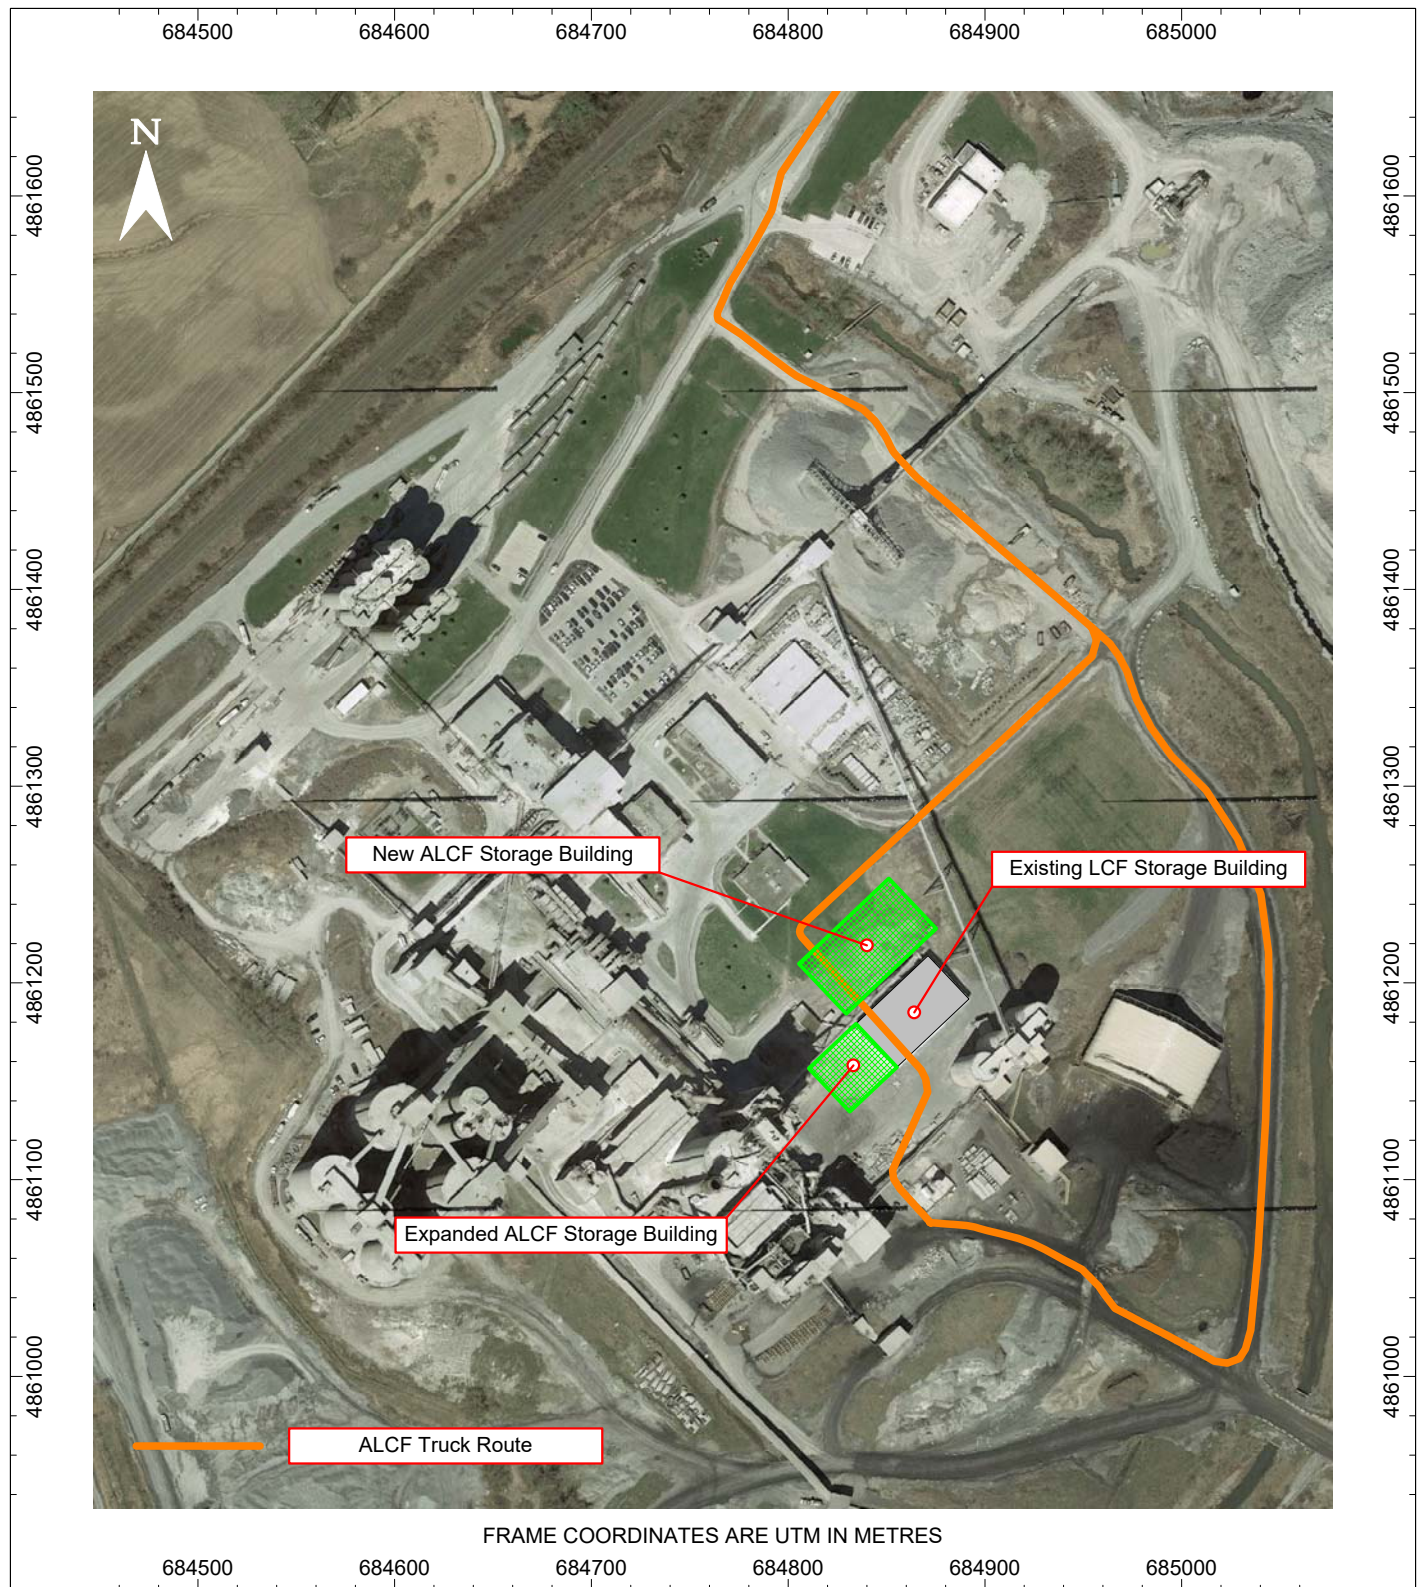 684500 684600 684700 684800 684900 685000
N
4861600 4861600
4861500 4861500
4861400 4861400
4861300 4861300
New ALCF Storage Building
Existing LCF Storage Building
4861200 4861200
4861100 4861100
Expanded ALCF Storage Building
4861000 4861000
ALCF Truck Route
FRAME COORDINATES ARE UTM IN METRES
684500 684600 684700 684800 684900 685000